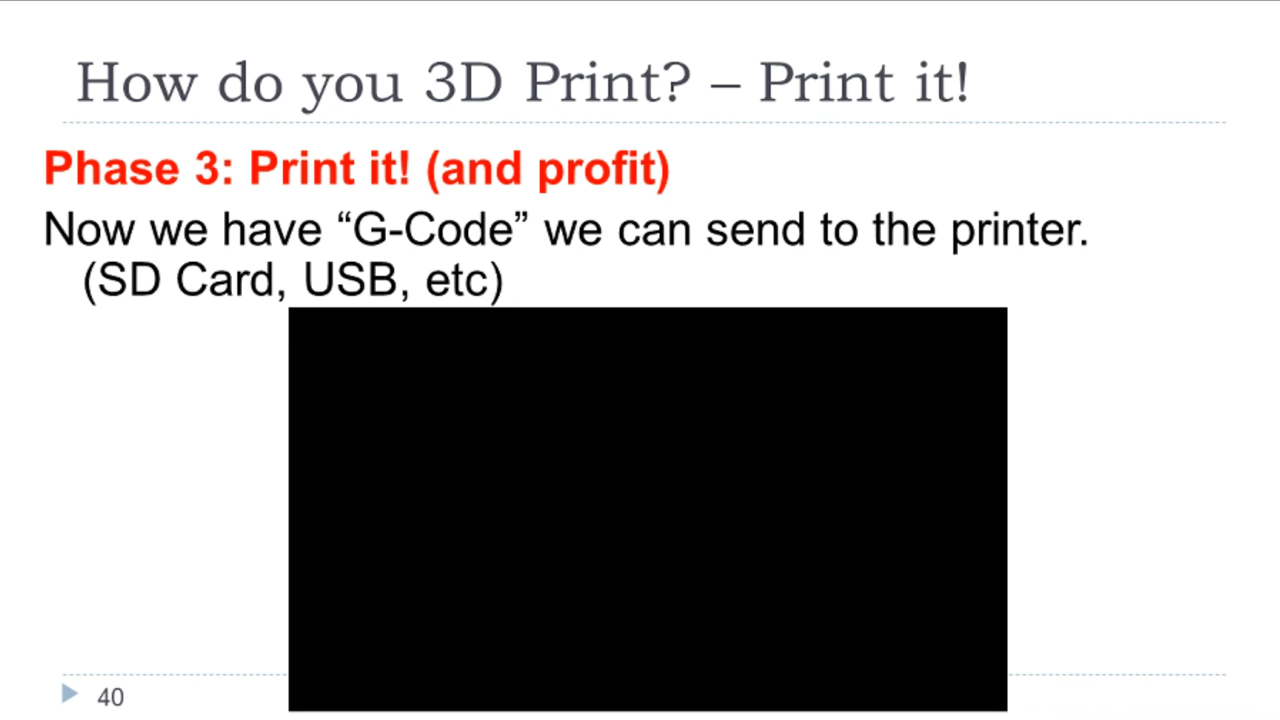 How do you 3D Print? – Print it!
Phase 3: Print it! (and profit)
Now we have “G-Code” we can send to the printer.
(SD Card, USB, etc)
40